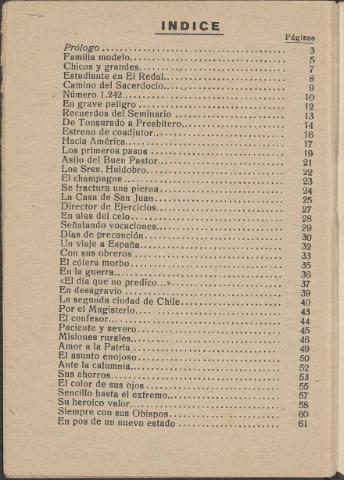 INDICE
Páginas
Prólogo 3
Familia modelo 5
Chicos y grandes 7
Estudiante en El Redal 8
Camino del Sacerdocio 9
Número 1.242 10
En grave peligro 12
Recuerdos del Seminario 13
De Tonsurado a Presbítero 14
Estreno de coadjutor 16
Hacia América 17
Los primeros pasos 19
Asilo del Buen Pastor 21
Los Sres. Huidobro 22
El champagne 23
Se fractura una pierna 24
La Casa de San Juan 25
Director de Ejercicios 27
En alas del celo 28
Señalando vocaciones 29
Días de precaución 30
Un viaje a España 32
Con sus obreros 33
El cólera morbo 35
En la guerra 36
«El día que no predico...» 37
En desagravio 39
La segunda ciudad de Chile 40
Por el Magisterio 43
El confesor 44
Paciente y severo 45
Misiones rurales 46
Amor a la Patria 49
El asunto enojoso 50
Ante la calumnia 52
Sus ahorros 53
El color de sus ojos 55
Sencillo hasta el extremo 57
Su heroico valor 58
Siempre con sus Obispos 60
En pos de un nuevo estado 61